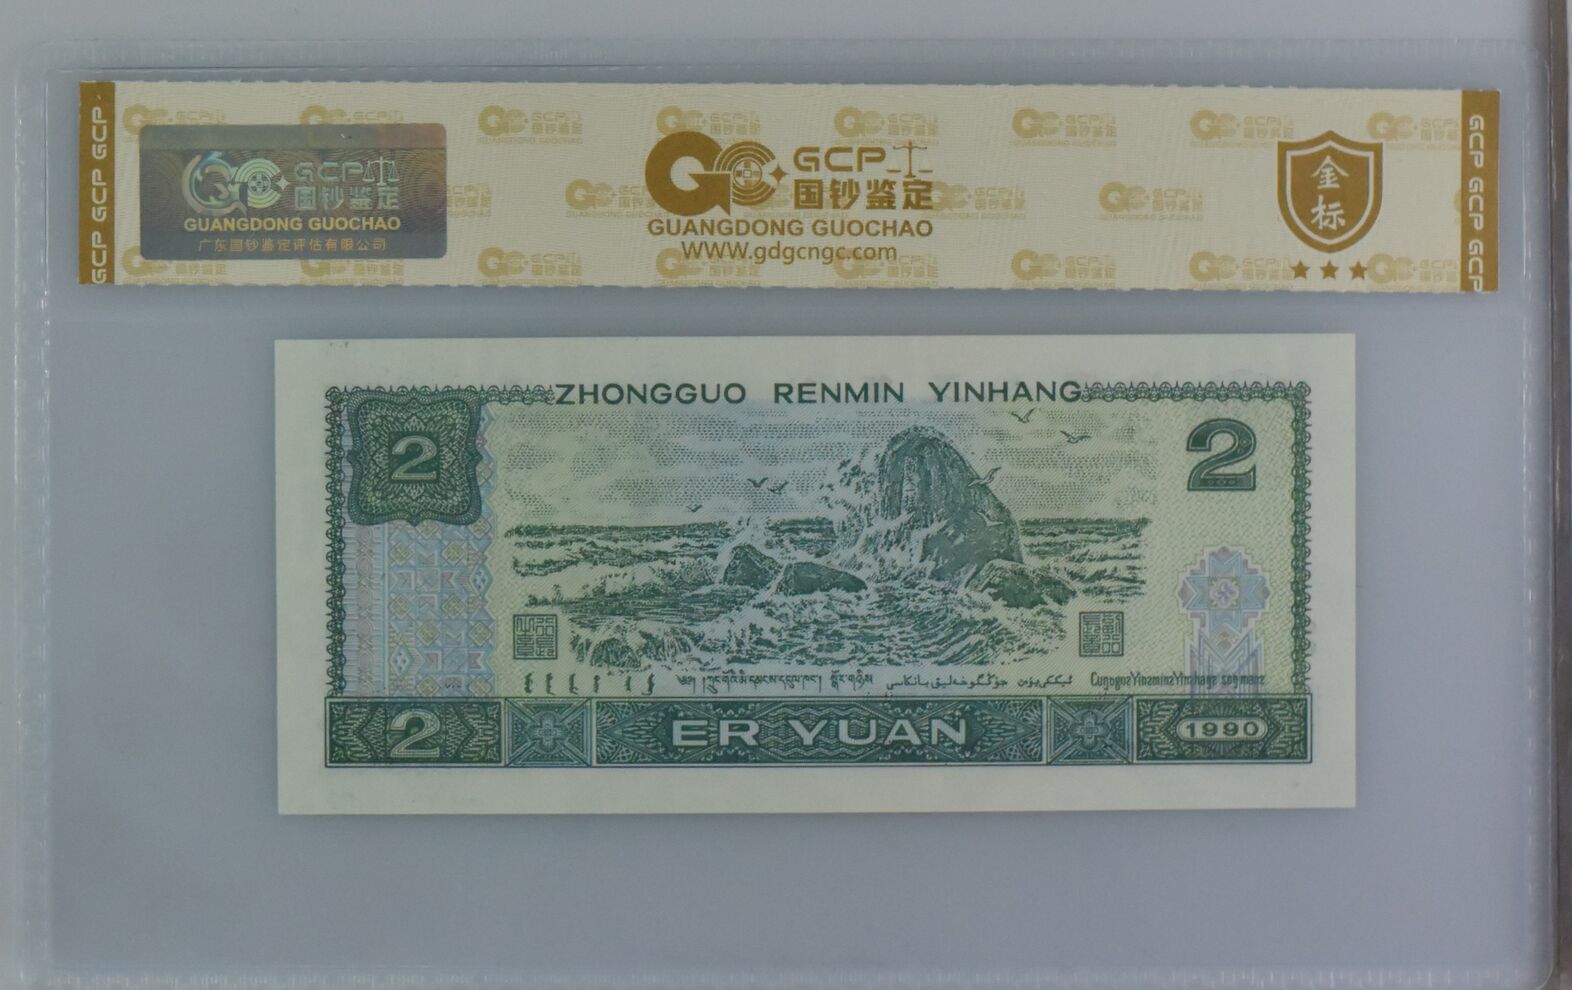 GCP GCP GCP
GCP
国钞鉴定
GUANGDONG GUOCHAO
广东国钞鉴定评估有限公司
GCP
国钞鉴定
GUANGDONG GUOCHAO
WWW.gdgcngc.com
金标
GCP GCP GCP
ZHONGGUO RENMIN YINHANG
2
2
2
ER YUAN
1990